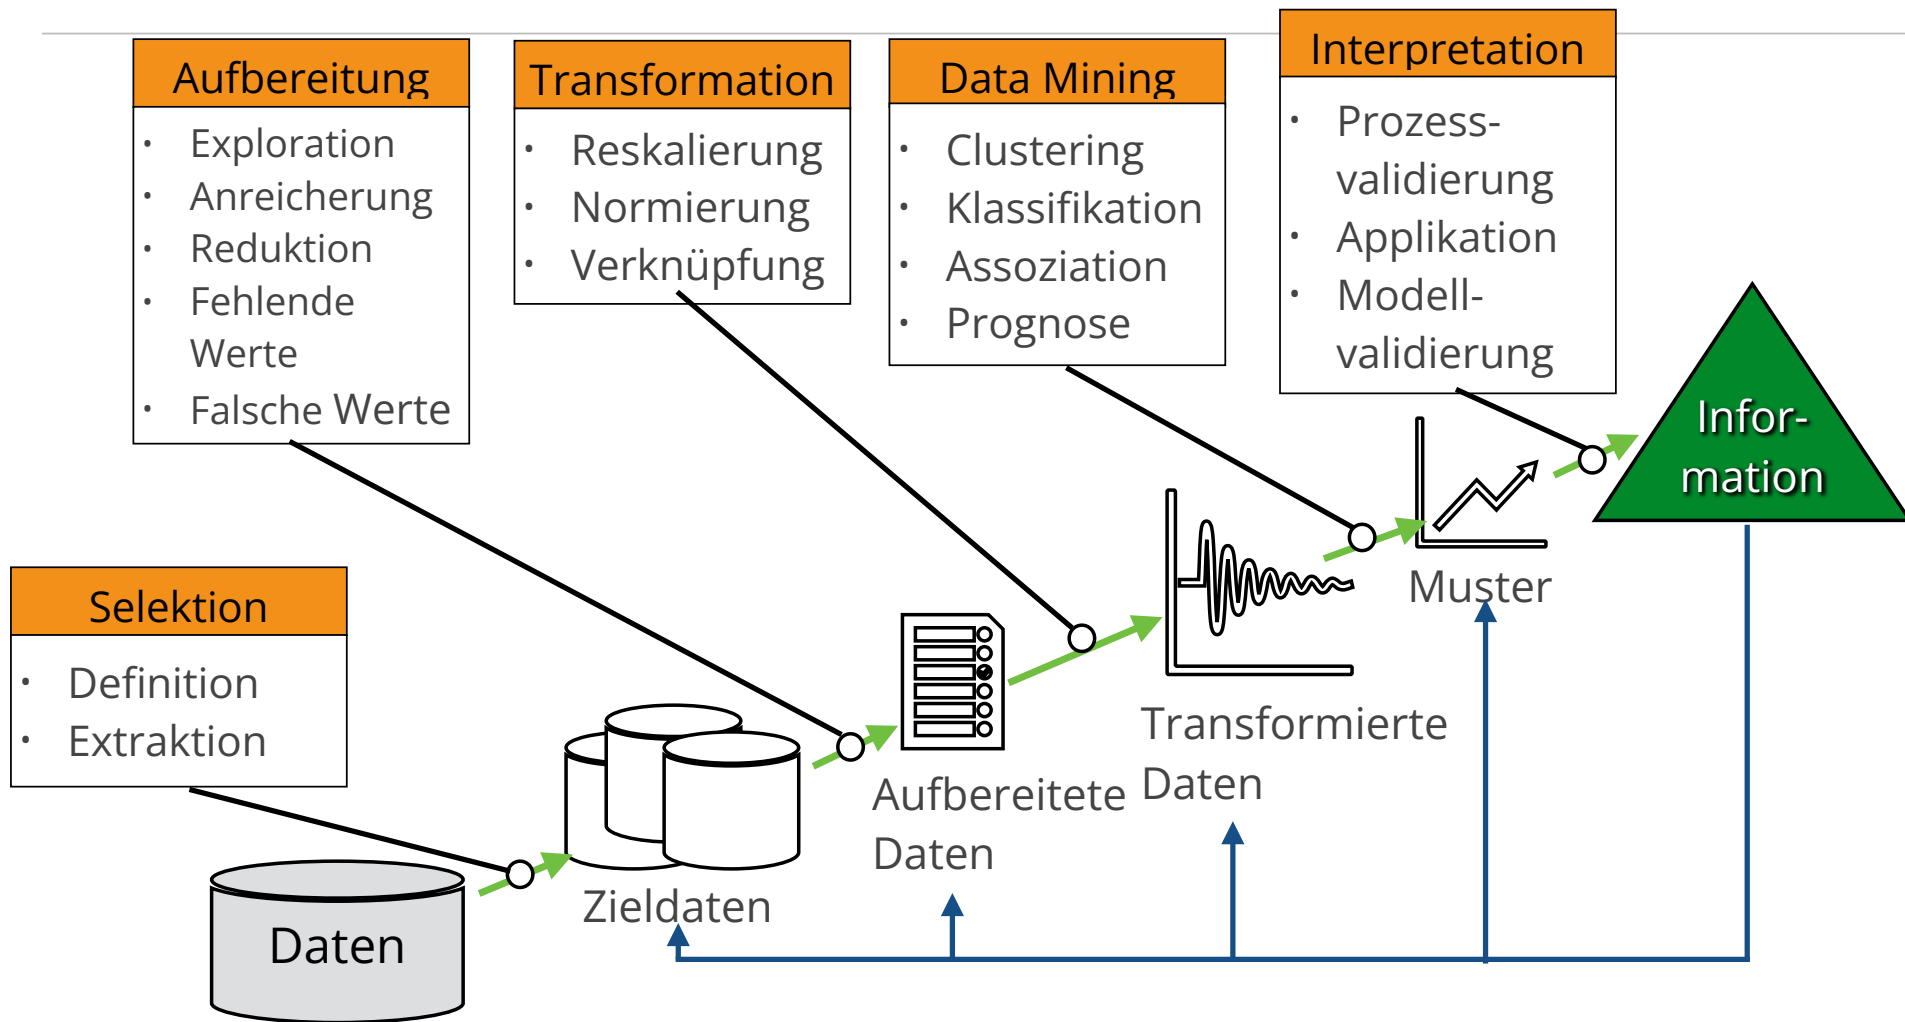 Aufbereitung
· Exploration
· Anreicherung
· Reduktion
· Fehlende
Werte
· Falsche Werte
Transformation
· Reskalierung
· Normierung
· Verknüpfung
Data Mining
· Clustering
· Klassifikation
· Assoziation
· Prognose
Interpretation
· Prozess-
validierung
· Applikation
· Modell-
validierung
Selektion
· Definition
· Extraktion
Daten
Zieldaten
Aufbereitete
Daten
Transformierte
Daten
Muster
Infor-
mation